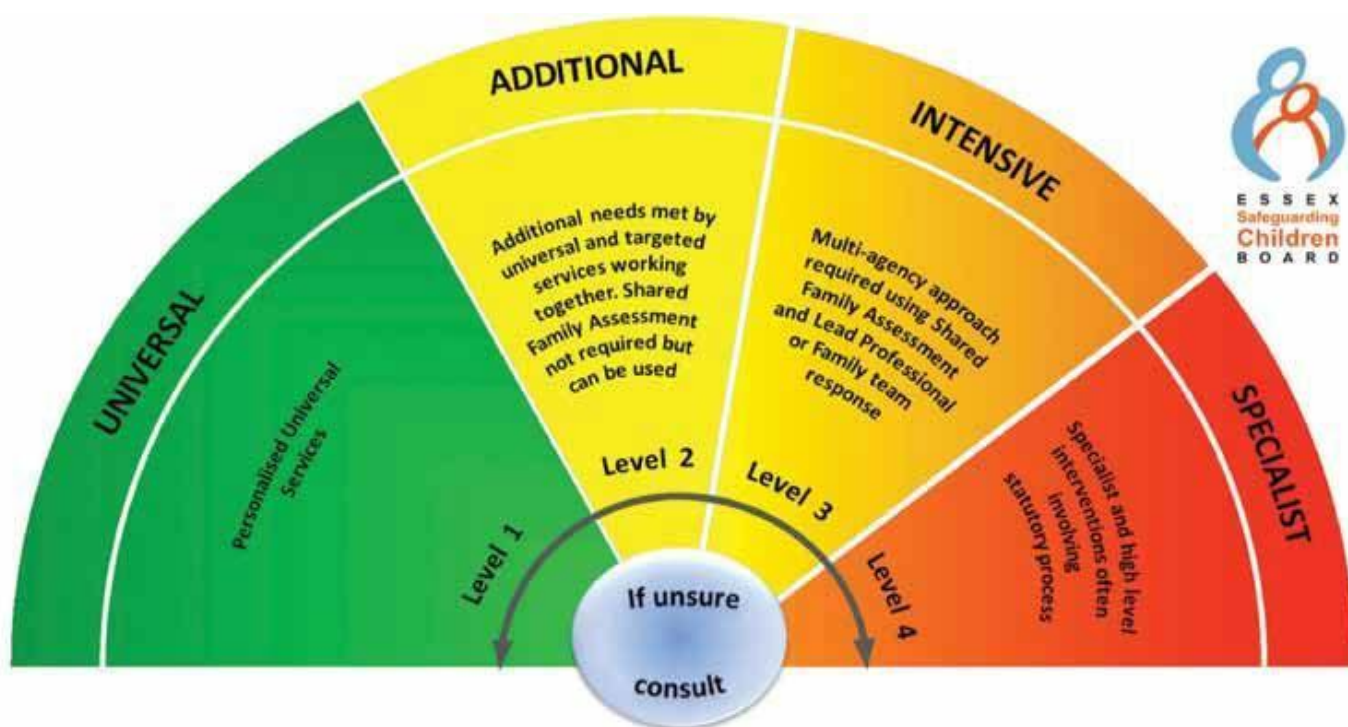 UNIVERSAL
Personalised Universal
Services
Level 1
ADDITIONAL
Additional needs met by
universal and targeted
services working
together. Shared
Family Assessment
not required but
can be used
Level 2
INTENSIVE
Multi-agency approach
required using Shared
Family Assessment
and Lead Professional
or Family team
response
Level 3
SPECIALIST
Specialist and high level
interventions often
involving
statutory process
Level 4
If unsure
consult
ESSEX
Safeguarding
Children
BOARD